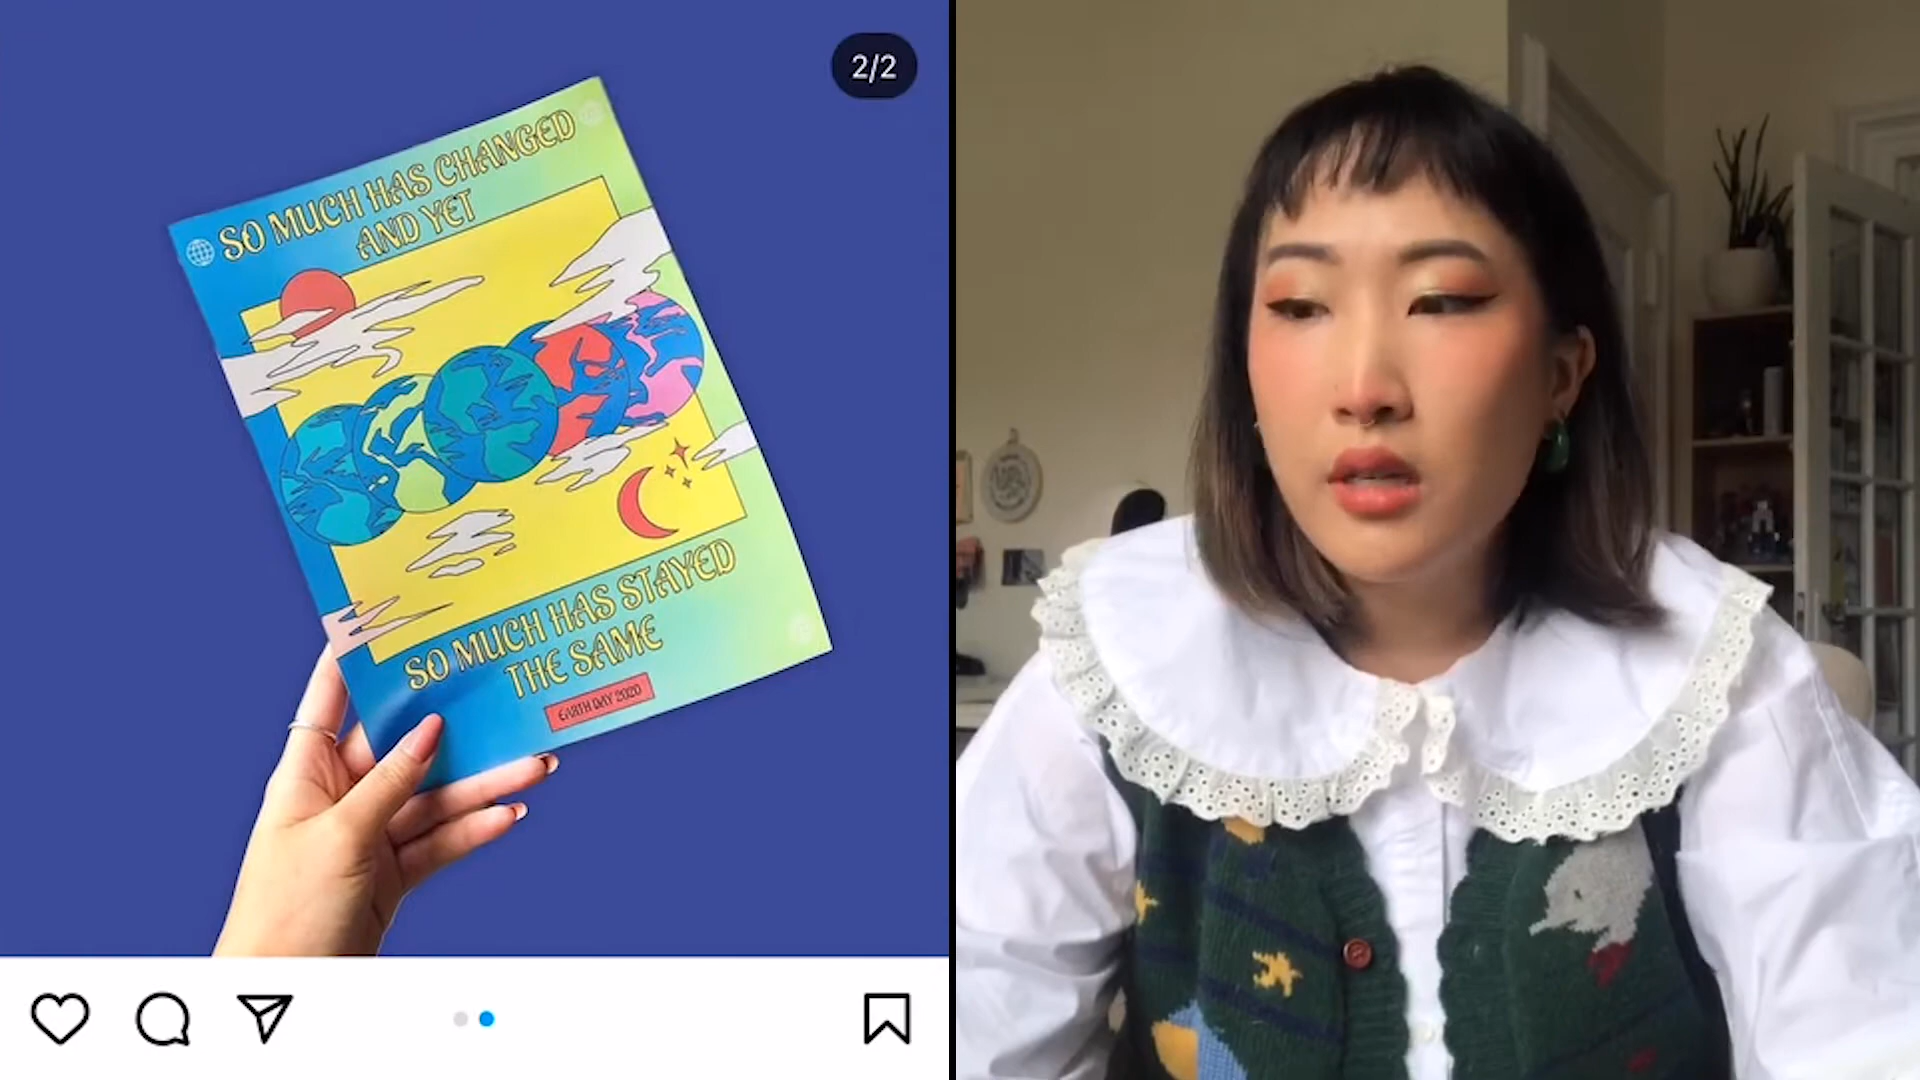 2/2
SO MUCH HAS CHANGED
AND YET
SO MUCH HAS STAYED
THE SAME
EARTH DAY 2020